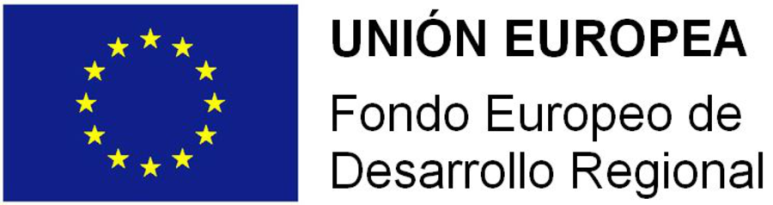 UNIÓN EUROPEA
Fondo Europeo de
Desarrollo Regional